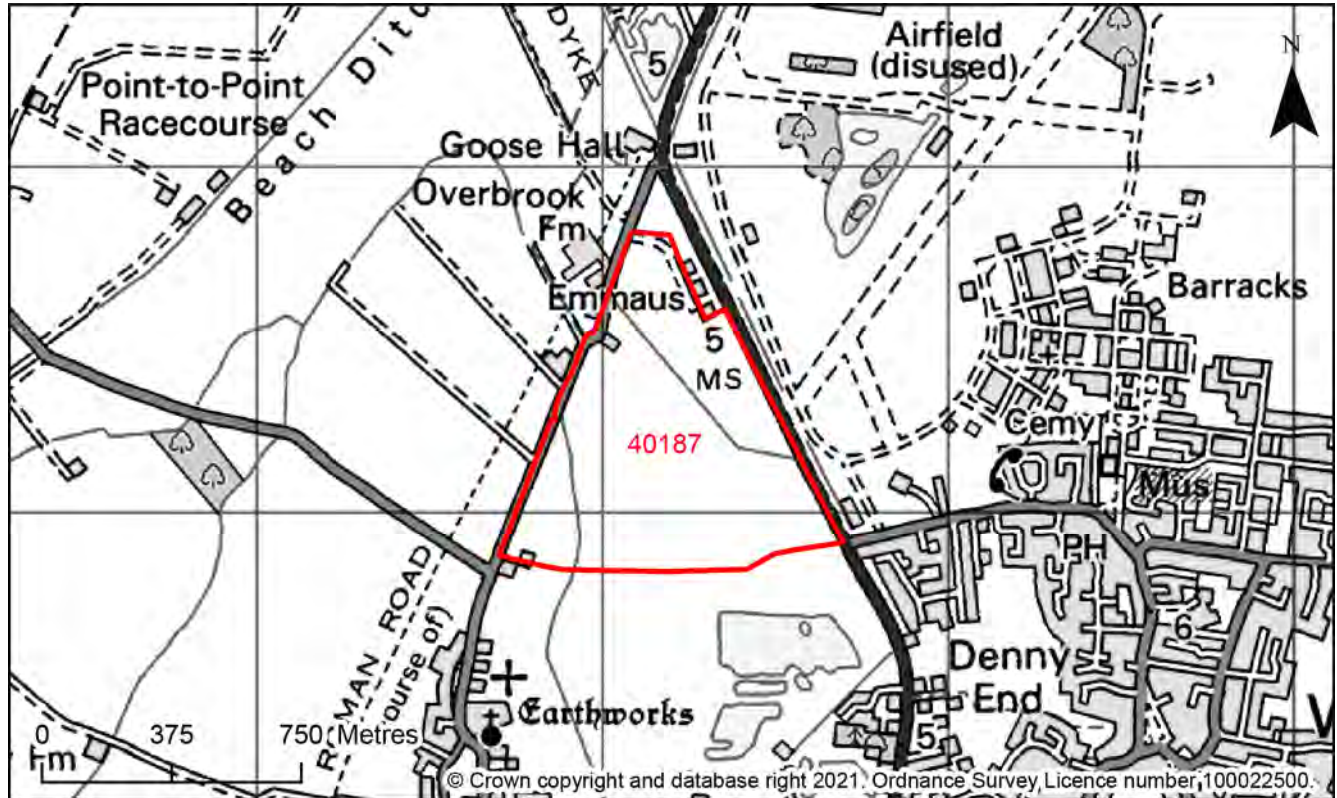 Beach Ditc
DYKE
5
Airfield
(disused)
N
Point-to-Point
Racecourse
Goose Hall
Overbrook
Fm
Emmaus
5
MS
Barracks
40187
Cemy
Mus
PH
ROMAN ROAD
(course of)
6
Denny
End
Earthworks
5
0 375 750 Metres
Fm
© Crown copyright and database right 2021. Ordnance Survey, Licence number 100022500.